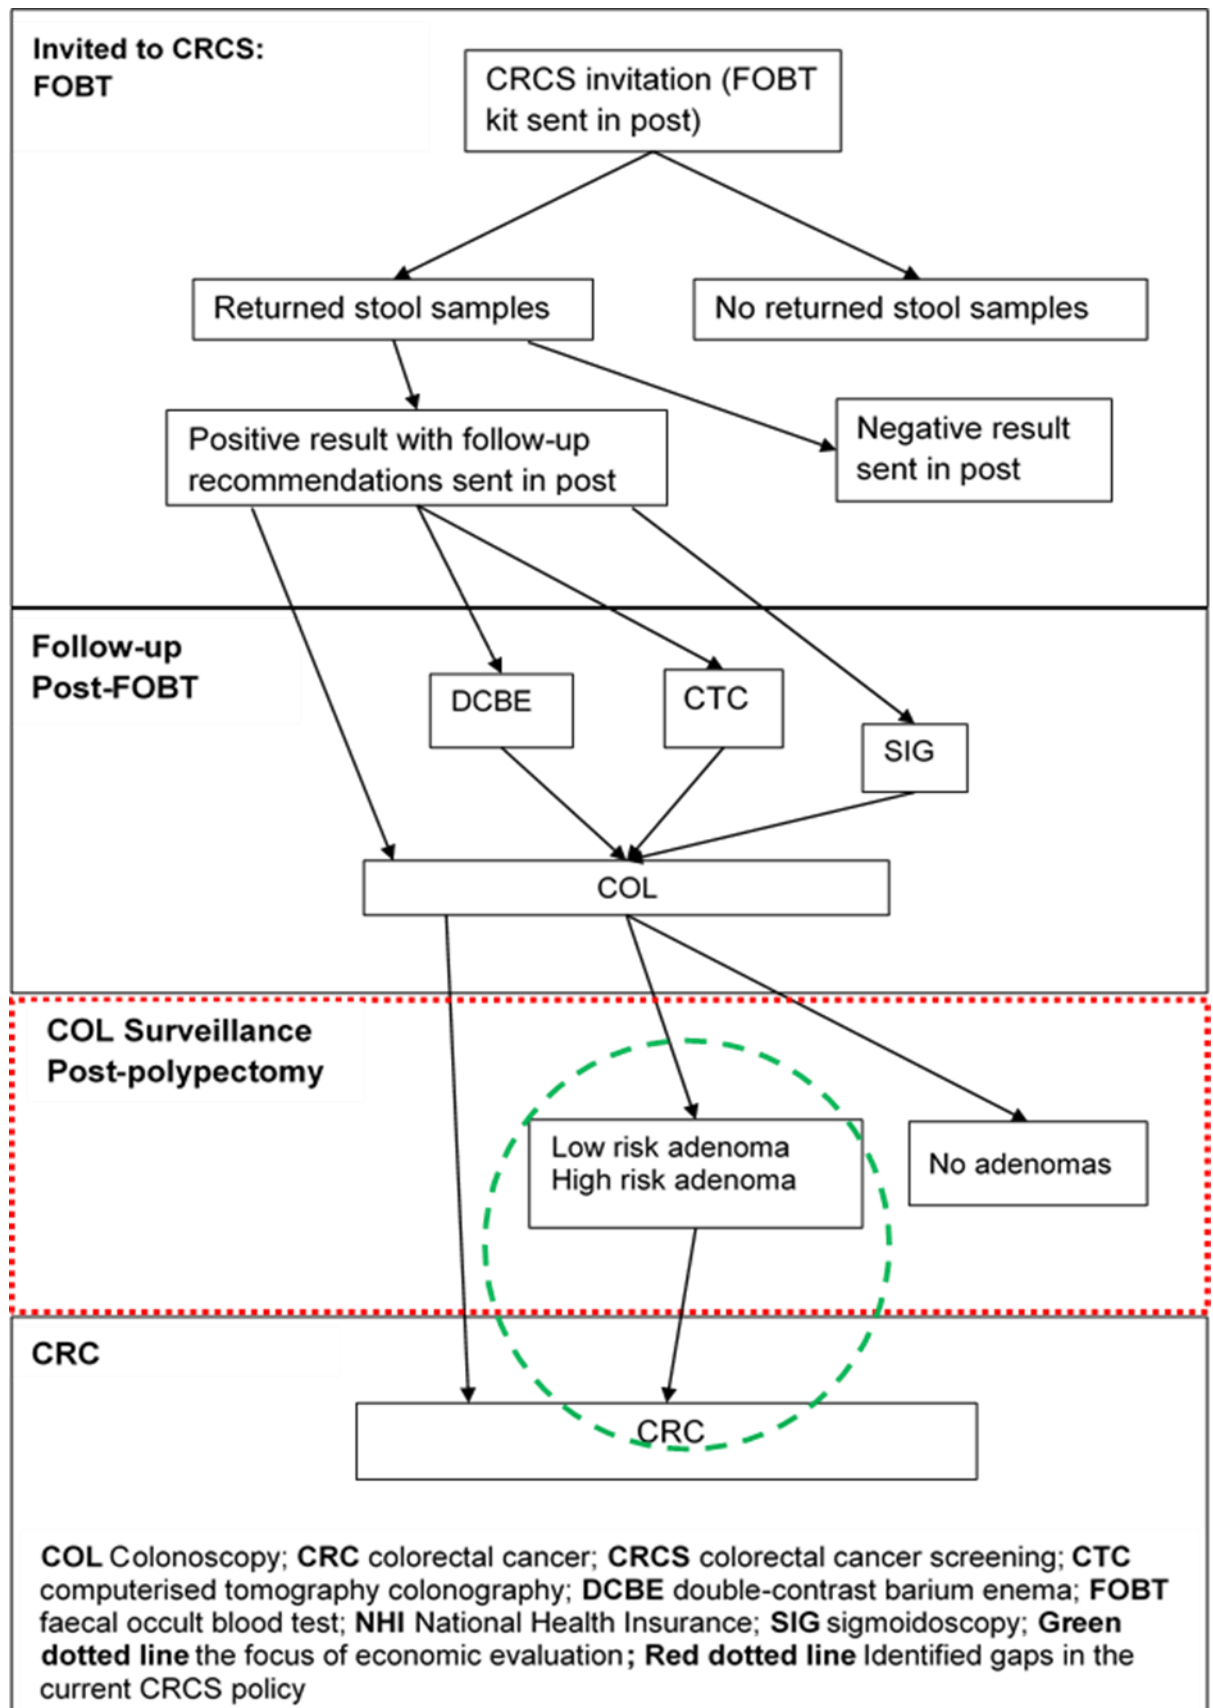 Invited to CRCS:
FOBT
CRCS invitation (FOBT
kit sent in post)
Returned stool samples
No returned stool samples
Positive result with follow-up
recommendations sent in post
Negative result
sent in post
Follow-up
Post-FOBT
DCBE
CTC
SIG
COL
COL Surveillance
Post-polypectomy
Low risk adenoma
High risk adenoma
No adenomas
CRC
CRC
COL Colonoscopy; CRC colorectal cancer; CRCS colorectal cancer screening; CTC
computerised tomography colonography; DCBE double-contrast barium enema; FOBT
faecal occult blood test; NHI National Health Insurance; SIG sigmoidoscopy; Green
dotted line the focus of economic evaluation; Red dotted line Identified gaps in the
current CRCS policy